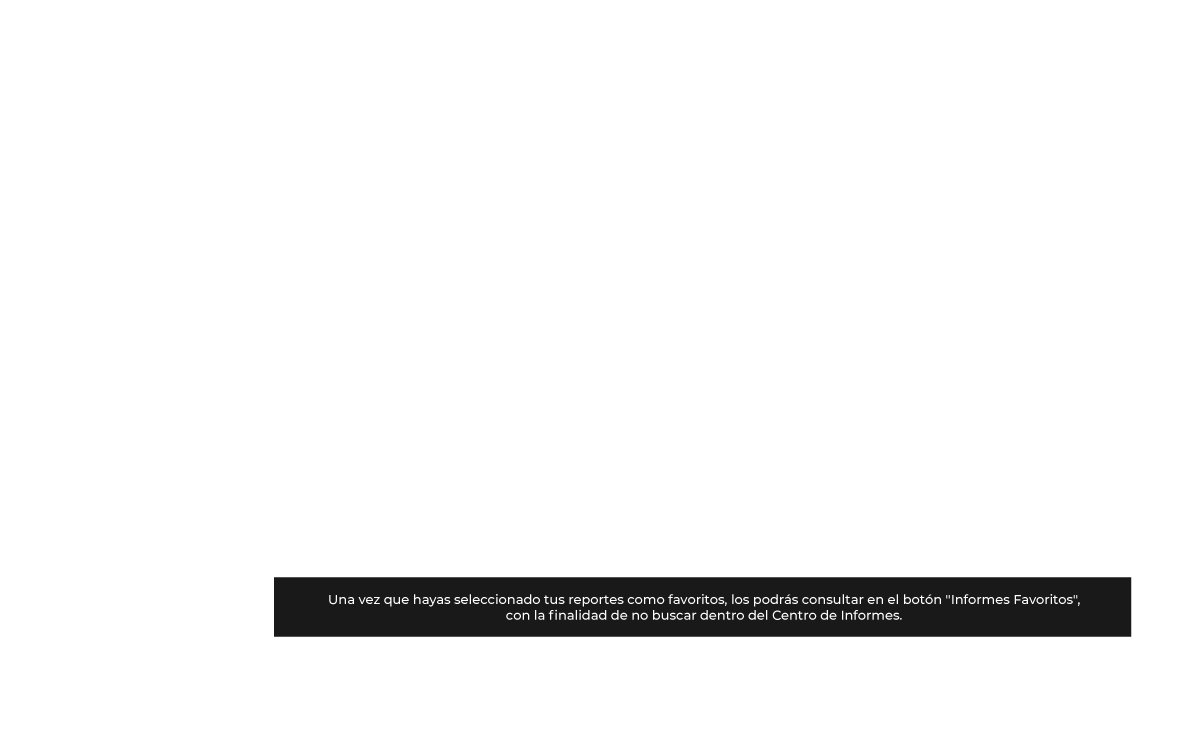 Una vez que hayas seleccionado tus reportes como favoritos, los podrás consultar en el botón "Informes Favoritos",
con la finalidad de no buscar dentro del Centro de Informes.